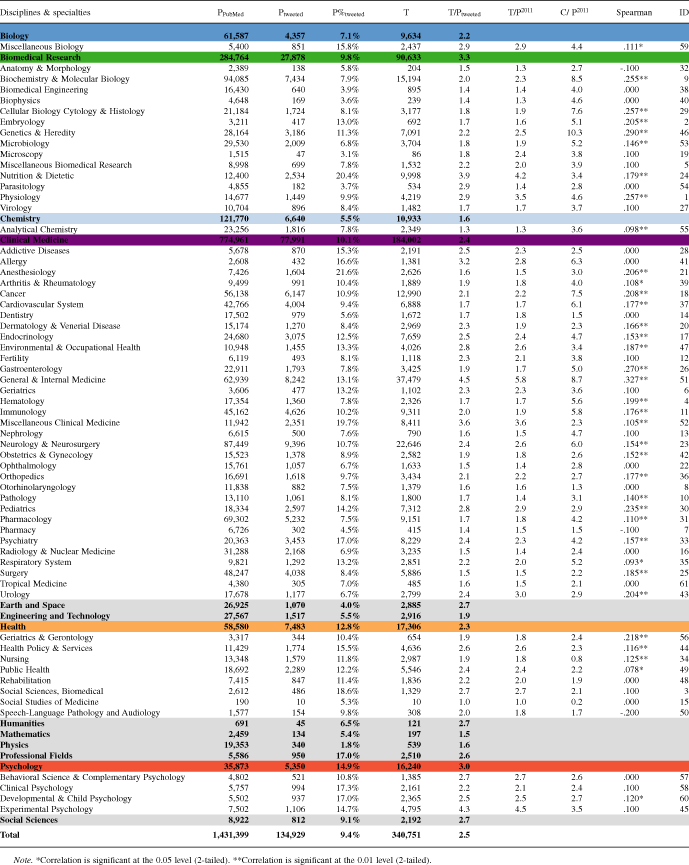 Disciplines & specialties P_PubMed P_tweeted P%_tweeted T T/P_tweeted T/P^2011 C/ P^2011 Spearman ID
Biology 61,587 4,357 7.1% 9,634 2.2
Miscellaneous Biology 5,400 851 15.8% 2,437 2.9 2.9 4.4 .111* 59
Biomedical Research 284,764 27,878 9.8% 90,633 3.3
Anatomy & Morphology 2,389 138 5.8% 204 1.5 1.3 2.7 -.100 32
Biochemistry & Molecular Biology 94,085 7,434 7.9% 15,194 2.0 2.3 8.5 .255** 9
Biomedical Engineering 16,430 640 3.9% 895 1.4 1.4 4.0 .000 38
Biophysics 4,648 169 3.6% 239 1.4 1.3 4.6 .000 40
Cellular Biology Cytology & Histology 21,184 1,724 8.1% 3,177 1.8 1.9 7.6 .257** 29
Embryology 3,211 417 13.0% 692 1.7 1.6 5.1 .205** 2
Genetics & Heredity 28,164 3,186 11.3% 7,091 2.2 2.5 10.3 .290** 46
Microbiology 29,530 2,009 6.8% 3,704 1.8 1.9 5.2 .146** 53
Microscopy 1,515 47 3.1% 86 1.8 2.4 3.8 .100 19
Miscellaneous Biomedical Research 8,998 699 7.8% 1,532 2.2 2.0 3.9 .100 5
Nutrition & Dietetic 12,400 2,534 20.4% 9,998 3.9 4.2 3.4 .179** 24
Parasitology 4,855 182 3.7% 534 2.9 1.4 2.8 .000 54
Physiology 14,677 1,449 9.9% 4,219 2.9 3.5 4.6 .257** 1
Virology 10,704 896 8.4% 1,482 1.7 1.7 3.7 .100 27
Chemistry 121,770 6,640 5.5% 10,933 1.6
Analytical Chemistry 23,256 1,816 7.8% 2,349 1.3 1.3 3.6 .098** 55
Clinical Medicine 774,961 77,991 10.1% 184,002 2.4
Addictive Diseases 5,678 870 15.3% 2,191 2.5 2.3 2.5 .000 28
Allergy 2,608 432 16.6% 1,381 3.2 2.8 6.3 .000 41
Anesthesiology 7,426 1,604 21.6% 2,626 1.6 1.5 3.0 .206** 21
Arthritis & Rheumatology 9,499 991 10.4% 1,889 1.9 1.8 4.0 .108* 39
Cancer 56,138 6,147 10.9% 12,990 2.1 2.2 7.5 .208** 18
Cardiovascular System 42,766 4,004 9.4% 6,888 1.7 1.7 6.1 .177** 37
Dentistry 17,502 979 5.6% 1,672 1.7 1.8 1.5 .000 14
Dermatology & Venerial Disease 15,174 1,270 8.4% 2,969 2.3 1.9 2.3 .166** 20
Endocrinology 24,680 3,075 12.5% 7,659 2.5 2.4 4.7 .153** 17
Environmental & Occupational Health 10,948 1,455 13.3% 4,026 2.8 2.6 3.4 .187** 47
Fertility 6,119 493 8.1% 1,118 2.3 2.1 3.8 .100 12
Gastroenterology 22,911 1,793 7.8% 3,425 1.9 1.7 5.0 .270** 26
General & Internal Medicine 62,939 8,242 13.1% 37,479 4.5 5.8 8.7 .327** 51
Geriatrics 3,606 477 13.2% 1,102 2.3 2.3 3.6 .100 6
Hematology 17,354 1,360 7.8% 2,326 1.7 1.7 5.6 .199** 4
Immunology 45,162 4,626 10.2% 9,311 2.0 1.9 5.8 .176** 11
Miscellaneous Clinical Medicine 11,942 2,351 19.7% 8,411 3.6 3.6 2.3 .105** 52
Nephrology 6,615 500 7.6% 790 1.6 1.5 4.7 .100 13
Neurology & Neurosurgery 87,449 9,396 10.7% 22,646 2.4 2.6 6.0 .154** 23
Obstetrics & Gynecology 15,523 1,378 8.9% 2,582 1.9 1.8 2.6 .152** 42
Ophthalmology 15,761 1,057 6.7% 1,633 1.5 1.4 2.8 .000 22
Orthopedics 16,691 1,618 9.7% 3,434 2.1 2.2 2.7 .177** 36
Otorhinolaryngology 11,838 882 7.5% 1,379 1.6 1.6 1.3 .000 8
Pathology 13,110 1,061 8.1% 1,800 1.7 1.4 3.1 .140** 10
Pediatrics 18,334 2,597 14.2% 7,312 2.8 2.9 2.9 .235** 30
Pharmacology 69,302 5,232 7.5% 9,151 1.7 1.8 4.2 .110** 31
Pharmacy 6,726 302 4.5% 415 1.4 1.5 1.5 -.100 7
Psychiatry 20,363 3,453 17.0% 8,229 2.4 2.3 4.2 .157** 33
Radiology & Nuclear Medicine 31,288 2,168 6.9% 3,235 1.5 1.4 2.4 .000 16
Respiratory System 9,821 1,292 13.2% 2,851 2.2 2.0 5.2 .093* 35
Surgery 48,247 4,038 8.4% 5,886 1.5 1.5 2.2 .185** 25
Tropical Medicine 4,380 305 7.0% 485 1.6 1.5 2.1 .000 61
Urology 17,678 1,177 6.7% 2,799 2.4 3.0 2.9 .204** 43
Earth and Space 26,925 1,070 4.0% 2,885 2.7
Engineering and Technology 27,567 1,517 5.5% 2,916 1.9
Health 58,580 7,483 12.8% 17,306 2.3
Geriatrics & Gerontology 3,317 344 10.4% 654 1.9 1.8 2.4 .218** 56
Health Policy & Services 11,429 1,774 15.5% 4,636 2.6 2.6 2.3 .116** 44
Nursing 13,348 1,579 11.8% 2,987 1.9 1.8 0.8 .125** 34
Public Health 18,692 2,289 12.2% 5,546 2.4 2.4 2.2 .078* 49
Rehabilitation 7,415 847 11.4% 1,836 2.2 2.0 1.9 .000 48
Social Sciences, Biomedical 2,612 486 18.6% 1,329 2.7 2.7 2.1 .100 3
Social Studies of Medicine 190 10 5.3% 10 1.0 1.0 0.2 .000 15
Speech-Language Pathology and Audiology 1,577 154 9.8% 308 2.0 1.8 1.7 -.200 50
Humanities 691 45 6.5% 121 2.7
Mathematics 2,459 134 5.4% 197 1.5
Physics 19,353 340 1.8% 539 1.6
Professional Fields 5,586 950 17.0% 2,510 2.6
Psychology 35,873 5,350 14.9% 16,240 3.0
Behavioral Science & Complementary Psychology 4,802 521 10.8% 1,385 2.7 2.7 2.6 .000 57
Clinical Psychology 5,757 994 17.3% 2,161 2.2 2.1 2.4 .100 58
Developmental & Child Psychology 5,502 937 17.0% 2,365 2.5 2.5 2.7 .120* 60
Experimental Psychology 7,502 1,106 14.7% 4,795 4.3 4.5 3.5 .100 45
Social Sciences 8,922 812 9.1% 2,192 2.7
Total 1,431,399 134,929 9.4% 340,751 2.5
Note. *Correlation is significant at the 0.05 level (2-tailed). **Correlation is significant at the 0.01 level (2-tailed).